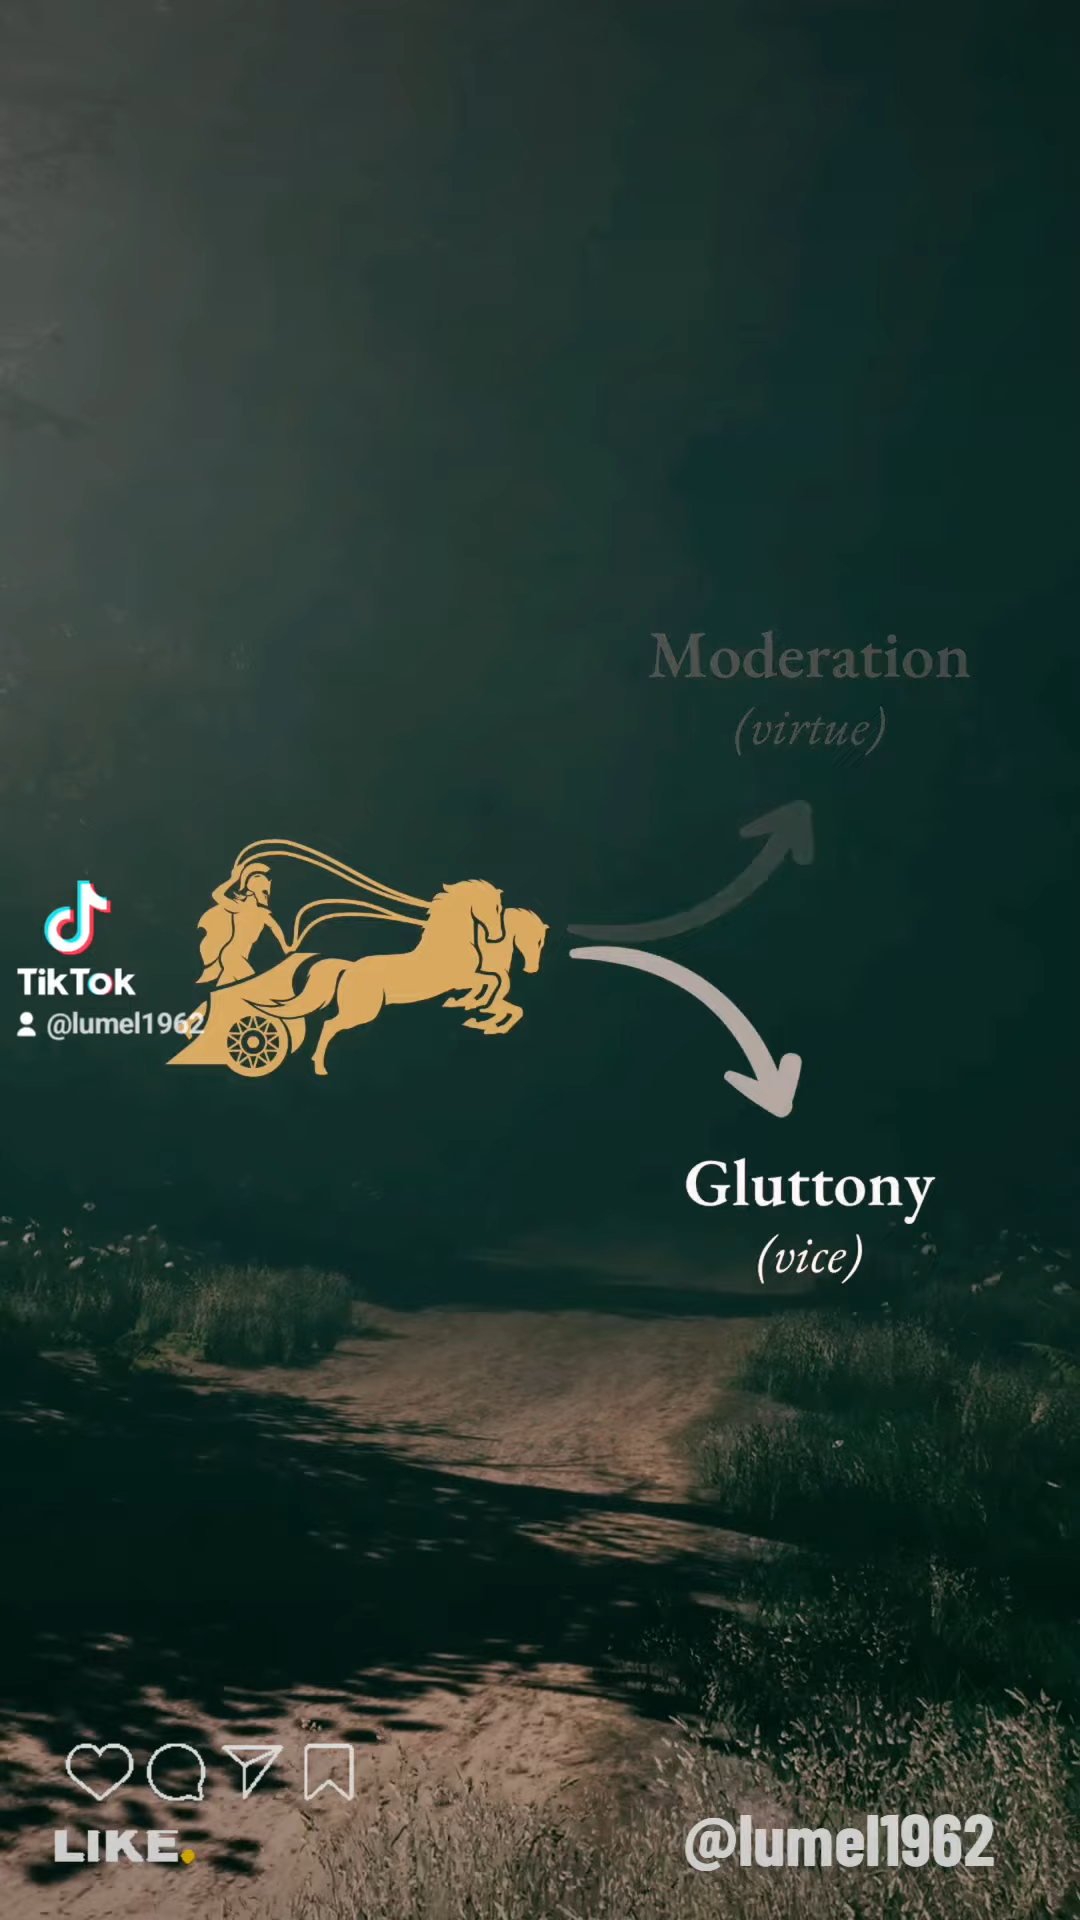 Moderation
(virtue)
TikTok
@lumel1962
Gluttony
(vice)
LIKE.
@lumel1962